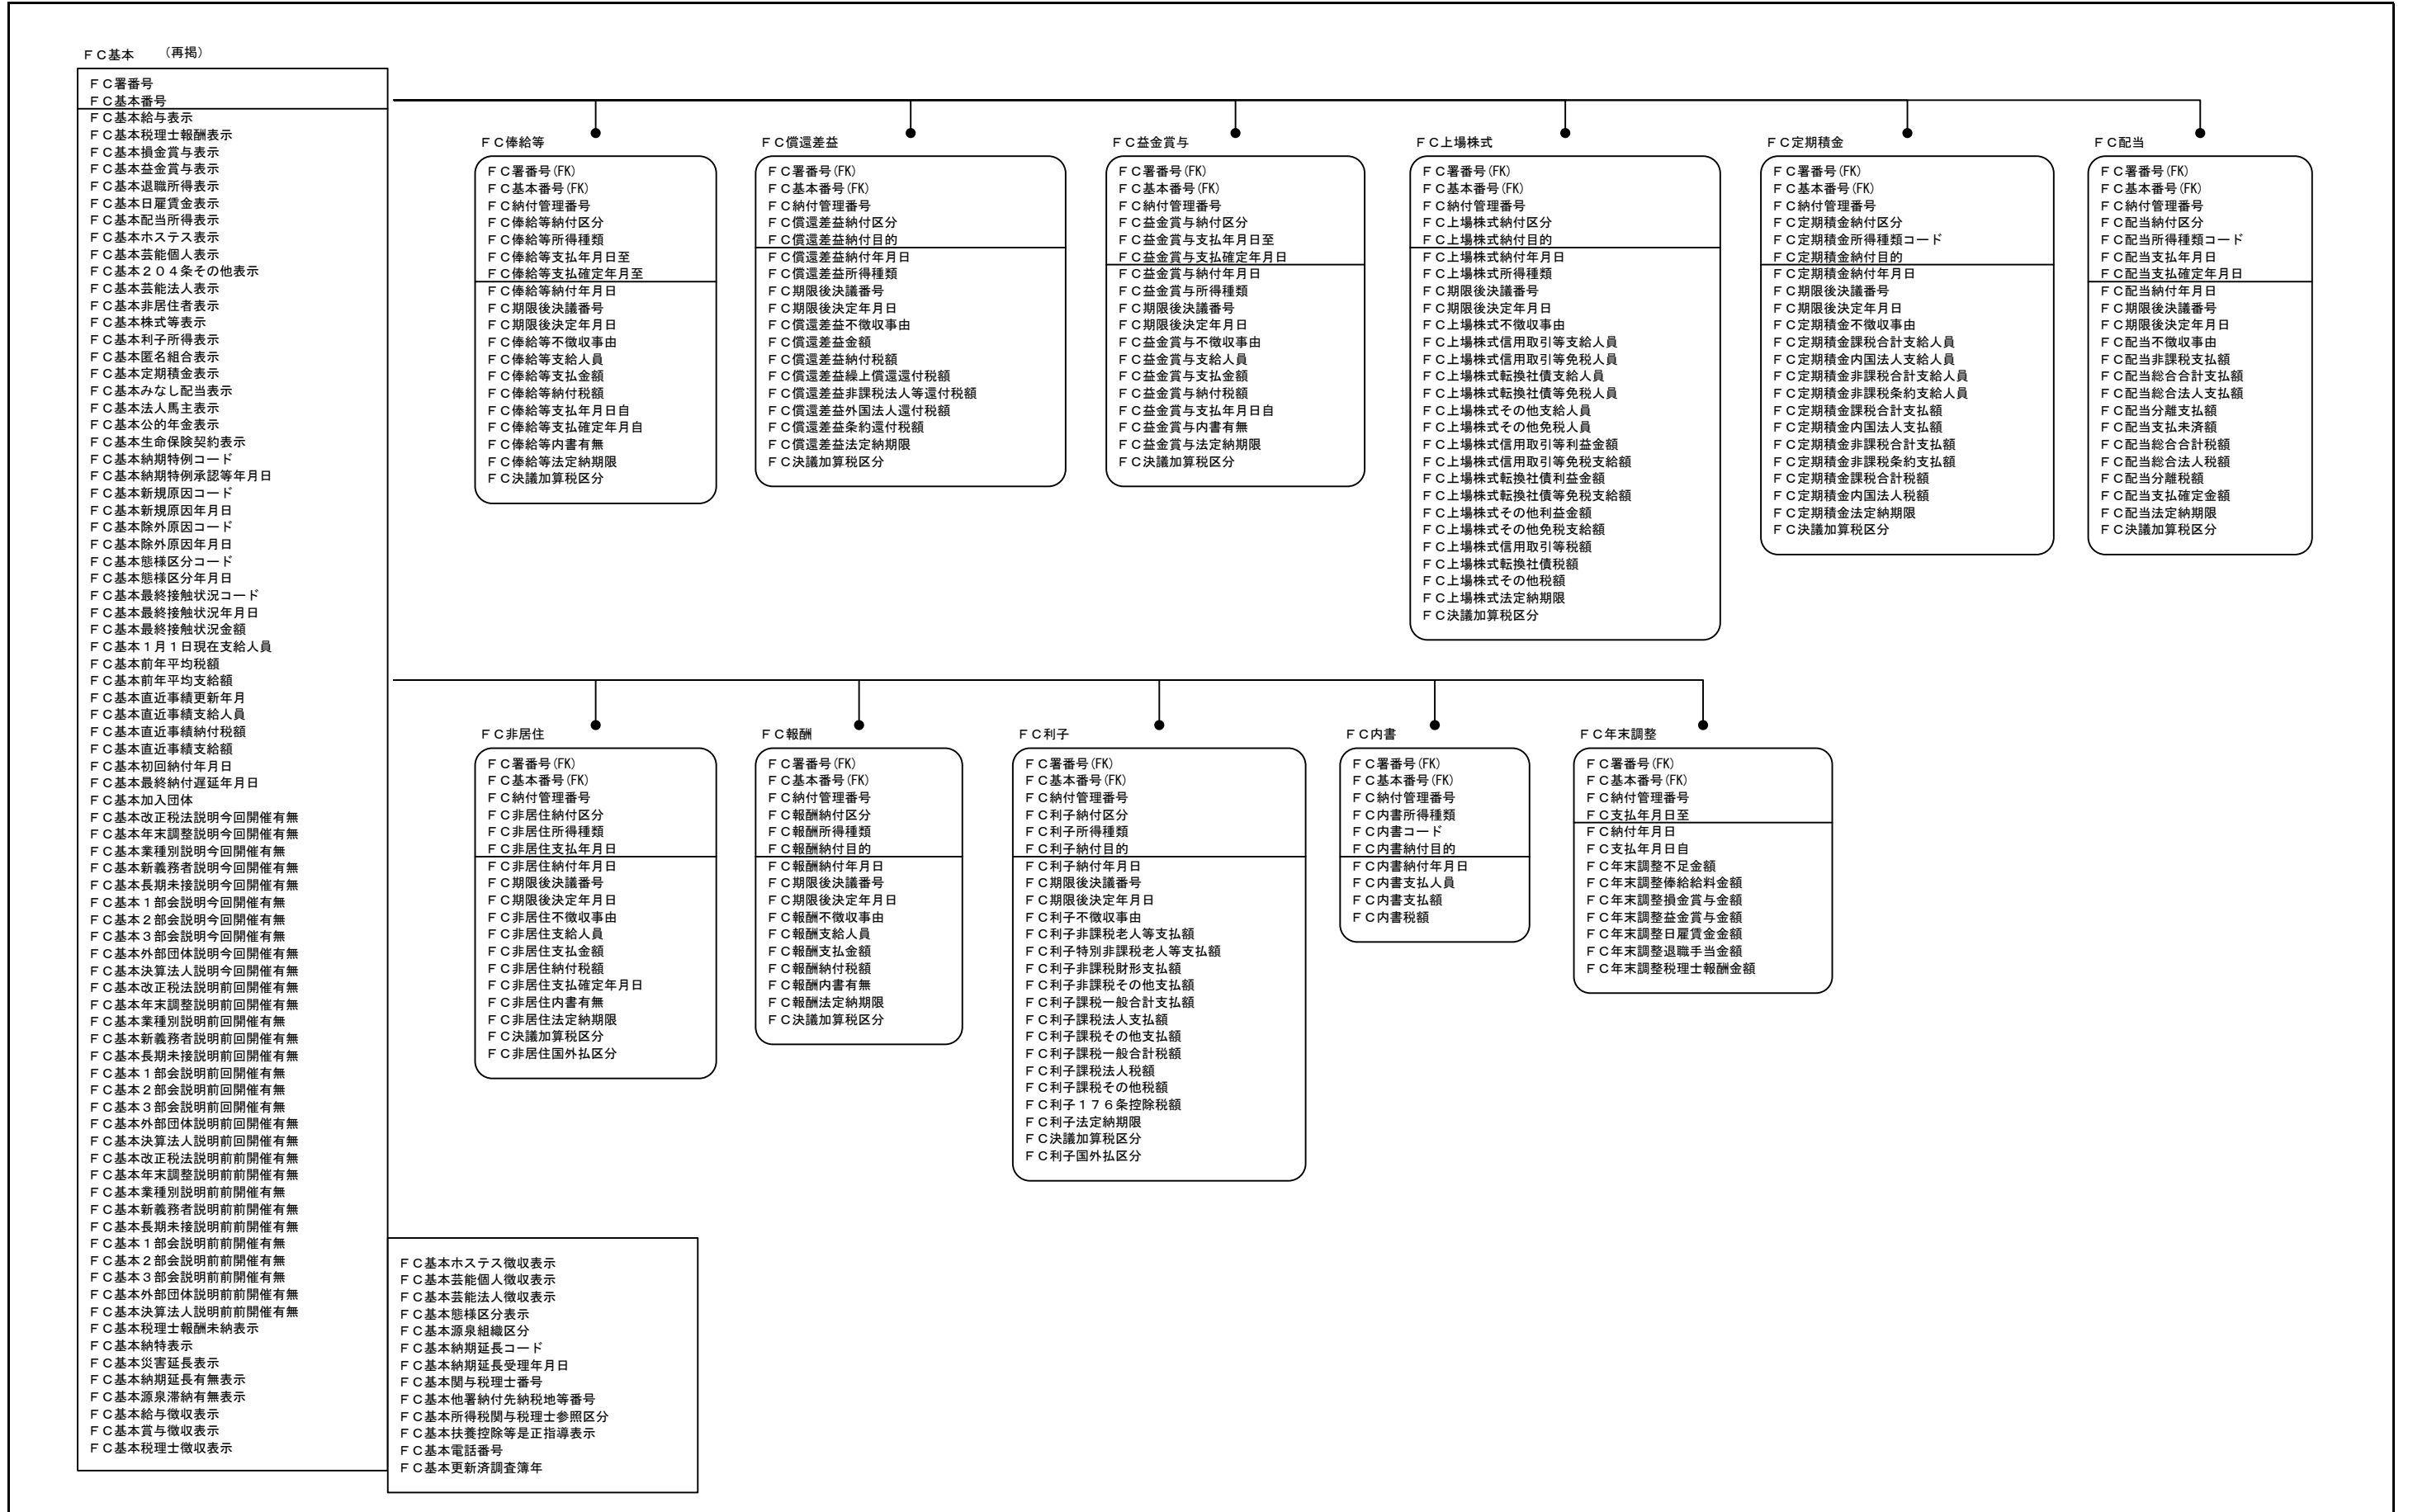 ＦＣ基本　（再掲）
ＦＣ署番号
ＦＣ基本番号
ＦＣ基本給与表示
ＦＣ基本税理士報酬表示
ＦＣ基本損金賞与表示
ＦＣ基本益金賞与表示
ＦＣ基本退職所得表示
ＦＣ基本日雇賃金表示
ＦＣ基本配当所得表示
ＦＣ基本ホステス表示
ＦＣ基本芸能個人表示
ＦＣ基本２０４条その他表示
ＦＣ基本芸能法人表示
ＦＣ基本非居住者表示
ＦＣ基本株式等表示
ＦＣ基本利子所得表示
ＦＣ基本匿名組合表示
ＦＣ基本定期積金表示
ＦＣ基本みなし配当表示
ＦＣ基本法人馬主表示
ＦＣ基本公的年金表示
ＦＣ基本生命保険契約表示
ＦＣ基本納期特例コード
ＦＣ基本納期特例承認等年月日
ＦＣ基本新規原因コード
ＦＣ基本新規原因年月日
ＦＣ基本除外原因コード
ＦＣ基本除外原因年月日
ＦＣ基本態様区分コード
ＦＣ基本態様区分年月日
ＦＣ基本最終接触状況コード
ＦＣ基本最終接触状況年月日
ＦＣ基本最終接触状況金額
ＦＣ基本１月１日現在支給人員
ＦＣ基本前年平均税額
ＦＣ基本前年平均支給額
ＦＣ基本直近事績更新年月
ＦＣ基本直近事績支給人員
ＦＣ基本直近事績納付税額
ＦＣ基本直近事績支給額
ＦＣ基本初回納付年月日
ＦＣ基本最終納付遅延年月日
ＦＣ基本加入団体
ＦＣ基本改正税法説明今回開催有無
ＦＣ基本年末調整説明今回開催有無
ＦＣ基本業種別説明今回開催有無
ＦＣ基本新義務者説明今回開催有無
ＦＣ基本長期未接説明今回開催有無
ＦＣ基本１部会説明今回開催有無
ＦＣ基本２部会説明今回開催有無
ＦＣ基本３部会説明今回開催有無
ＦＣ基本外部団体説明今回開催有無
ＦＣ基本決算法人説明今回開催有無
ＦＣ基本改正税法説明前回開催有無
ＦＣ基本年末調整説明前回開催有無
ＦＣ基本業種別説明前回開催有無
ＦＣ基本新義務者説明前回開催有無
ＦＣ基本長期未接説明前回開催有無
ＦＣ基本１部会説明前回開催有無
ＦＣ基本２部会説明前回開催有無
ＦＣ基本３部会説明前回開催有無
ＦＣ基本外部団体説明前回開催有無
ＦＣ基本決算法人説明前回開催有無
ＦＣ基本改正税法説明前前開催有無
ＦＣ基本年末調整説明前前開催有無
ＦＣ基本業種別説明前前開催有無
ＦＣ基本新義務者説明前前開催有無
ＦＣ基本長期未接説明前前開催有無
ＦＣ基本１部会説明前前開催有無
ＦＣ基本２部会説明前前開催有無
ＦＣ基本３部会説明前前開催有無
ＦＣ基本外部団体説明前前開催有無
ＦＣ基本決算法人説明前前開催有無
ＦＣ基本税理士報酬未納表示
ＦＣ基本納特表示
ＦＣ基本災害延長表示
ＦＣ基本納期延長有無表示
ＦＣ基本源泉滞納有無表示
ＦＣ基本給与徴収表示
ＦＣ基本賞与徴収表示
ＦＣ基本税理士徴収表示
ＦＣ基本ホステス徴収表示
ＦＣ基本芸能個人徴収表示
ＦＣ基本芸能法人徴収表示
ＦＣ基本態様区分表示
ＦＣ基本源泉組織区分
ＦＣ基本納期延長コード
ＦＣ基本納期延長受理年月日
ＦＣ基本関与税理士番号
ＦＣ基本他署納付先納税地等番号
ＦＣ基本所得税関与税理士参照区分
ＦＣ基本扶養控除等是正指導表示
ＦＣ基本電話番号
ＦＣ基本更新済調査簿年
ＦＣ俸給等
ＦＣ署番号(FK)
ＦＣ基本番号(FK)
ＦＣ納付管理番号
ＦＣ俸給等納付区分
ＦＣ俸給等所得種類
ＦＣ俸給等支払年月日至
ＦＣ俸給等支払確定年月至
ＦＣ俸給等納付年月日
ＦＣ期限後決議番号
ＦＣ期限後決定年月日
ＦＣ俸給等不徴収事由
ＦＣ俸給等支給人員
ＦＣ俸給等支払金額
ＦＣ俸給等納付税額
ＦＣ俸給等支払年月日自
ＦＣ俸給等支払確定年月自
ＦＣ俸給等内書有無
ＦＣ俸給等法定納期限
ＦＣ決議加算税区分
ＦＣ償還差益
ＦＣ署番号(FK)
ＦＣ基本番号(FK)
ＦＣ納付管理番号
ＦＣ償還差益納付区分
ＦＣ償還差益納付目的
ＦＣ償還差益納付年月日
ＦＣ償還差益所得種類
ＦＣ期限後決議番号
ＦＣ期限後決定年月日
ＦＣ償還差益不徴収事由
ＦＣ償還差益金額
ＦＣ償還差益納付税額
ＦＣ償還差益繰上償還還付税額
ＦＣ償還差益非課税法人等還付税額
ＦＣ償還差益外国法人還付税額
ＦＣ償還差益条約還付税額
ＦＣ償還差益法定納期限
ＦＣ決議加算税区分
ＦＣ益金賞与
ＦＣ署番号(FK)
ＦＣ基本番号(FK)
ＦＣ納付管理番号
ＦＣ益金賞与納付区分
ＦＣ益金賞与支払年月日至
ＦＣ益金賞与支払確定年月日
ＦＣ益金賞与納付年月日
ＦＣ益金賞与所得種類
ＦＣ期限後決議番号
ＦＣ期限後決定年月日
ＦＣ益金賞与不徴収事由
ＦＣ益金賞与支給人員
ＦＣ益金賞与支払金額
ＦＣ益金賞与納付税額
ＦＣ益金賞与支払年月日自
ＦＣ益金賞与内書有無
ＦＣ益金賞与法定納期限
ＦＣ決議加算税区分
ＦＣ上場株式
ＦＣ署番号(FK)
ＦＣ基本番号(FK)
ＦＣ納付管理番号
ＦＣ上場株式納付区分
ＦＣ上場株式納付目的
ＦＣ上場株式納付年月日
ＦＣ上場株式所得種類
ＦＣ期限後決議番号
ＦＣ期限後決定年月日
ＦＣ上場株式不徴収事由
ＦＣ上場株式信用取引等支給人員
ＦＣ上場株式信用取引等免税人員
ＦＣ上場株式転換社債支給人員
ＦＣ上場株式転換社債等免税人員
ＦＣ上場株式その他支給人員
ＦＣ上場株式その他免税人員
ＦＣ上場株式信用取引等利益金額
ＦＣ上場株式信用取引等免税支給額
ＦＣ上場株式転換社債利益金額
ＦＣ上場株式転換社債等免税支給額
ＦＣ上場株式その他利益金額
ＦＣ上場株式その他免税支給額
ＦＣ上場株式信用取引等税額
ＦＣ上場株式転換社債税額
ＦＣ上場株式その他税額
ＦＣ上場株式法定納期限
ＦＣ決議加算税区分
ＦＣ定期積金
ＦＣ署番号(FK)
ＦＣ基本番号(FK)
ＦＣ納付管理番号
ＦＣ定期積金納付区分
ＦＣ定期積金所得種類コード
ＦＣ定期積金納付目的
ＦＣ定期積金納付年月日
ＦＣ期限後決議番号
ＦＣ期限後決定年月日
ＦＣ定期積金不徴収事由
ＦＣ定期積金課税合計支給人員
ＦＣ定期積金内国法人支給人員
ＦＣ定期積金非課税合計支給人員
ＦＣ定期積金非課税条約支給人員
ＦＣ定期積金課税合計支払額
ＦＣ定期積金内国法人支払額
ＦＣ定期積金非課税合計支払額
ＦＣ定期積金非課税条約支払額
ＦＣ定期積金課税合計税額
ＦＣ定期積金内国法人税額
ＦＣ定期積金法定納期限
ＦＣ決議加算税区分
ＦＣ配当
ＦＣ署番号(FK)
ＦＣ基本番号(FK)
ＦＣ納付管理番号
ＦＣ配当納付区分
ＦＣ配当所得種類コード
ＦＣ配当支払年月日
ＦＣ配当支払確定年月日
ＦＣ配当納付年月日
ＦＣ期限後決議番号
ＦＣ期限後決定年月日
ＦＣ配当不徴収事由
ＦＣ配当非課税支払額
ＦＣ配当総合合計支払額
ＦＣ配当総合法人支払額
ＦＣ配当分離支払額
ＦＣ配当支払未済額
ＦＣ配当総合合計税額
ＦＣ配当総合法人税額
ＦＣ配当分離税額
ＦＣ配当支払確定金額
ＦＣ配当法定納期限
ＦＣ決議加算税区分
ＦＣ非居住
ＦＣ署番号(FK)
ＦＣ基本番号(FK)
ＦＣ納付管理番号
ＦＣ非居住納付区分
ＦＣ非居住所得種類
ＦＣ非居住支払年月日
ＦＣ非居住納付年月日
ＦＣ期限後決議番号
ＦＣ期限後決定年月日
ＦＣ非居住不徴収事由
ＦＣ非居住支給人員
ＦＣ非居住支払金額
ＦＣ非居住納付税額
ＦＣ非居住支払確定年月日
ＦＣ非居住内書有無
ＦＣ非居住法定納期限
ＦＣ決議加算税区分
ＦＣ非居住国外払区分
ＦＣ報酬
ＦＣ署番号(FK)
ＦＣ基本番号(FK)
ＦＣ納付管理番号
ＦＣ報酬納付区分
ＦＣ報酬所得種類
ＦＣ報酬納付目的
ＦＣ報酬納付年月日
ＦＣ期限後決議番号
ＦＣ期限後決定年月日
ＦＣ報酬不徴収事由
ＦＣ報酬支給人員
ＦＣ報酬支払金額
ＦＣ報酬納付税額
ＦＣ報酬内書有無
ＦＣ報酬法定納期限
ＦＣ決議加算税区分
ＦＣ利子
ＦＣ署番号(FK)
ＦＣ基本番号(FK)
ＦＣ納付管理番号
ＦＣ利子納付区分
ＦＣ利子所得種類
ＦＣ利子納付目的
ＦＣ利子納付年月日
ＦＣ期限後決議番号
ＦＣ期限後決定年月日
ＦＣ利子不徴収事由
ＦＣ利子非課税老人等支払額
ＦＣ利子特別非課税老人等支払額
ＦＣ利子非課税財形支払額
ＦＣ利子非課税その他支払額
ＦＣ利子課税一般合計支払額
ＦＣ利子課税法人支払額
ＦＣ利子課税その他支払額
ＦＣ利子課税一般合計税額
ＦＣ利子課税法人税額
ＦＣ利子課税その他税額
ＦＣ利子１７６条控除税額
ＦＣ利子法定納期限
ＦＣ決議加算税区分
ＦＣ利子国外払区分
ＦＣ内書
ＦＣ署番号(FK)
ＦＣ基本番号(FK)
ＦＣ納付管理番号
ＦＣ内書所得種類
ＦＣ内書コード
ＦＣ内書納付目的
ＦＣ内書納付年月日
ＦＣ内書支払人員
ＦＣ内書支払額
ＦＣ内書税額
ＦＣ年末調整
ＦＣ署番号(FK)
ＦＣ基本番号(FK)
ＦＣ納付管理番号
ＦＣ支払年月日至
ＦＣ納付年月日
ＦＣ支払年月日自
ＦＣ年末調整不足金額
ＦＣ年末調整俸給給料金額
ＦＣ年末調整損金賞与金額
ＦＣ年末調整益金賞与金額
ＦＣ年末調整日雇賃金金額
ＦＣ年末調整退職手当金額
ＦＣ年末調整税理士報酬金額